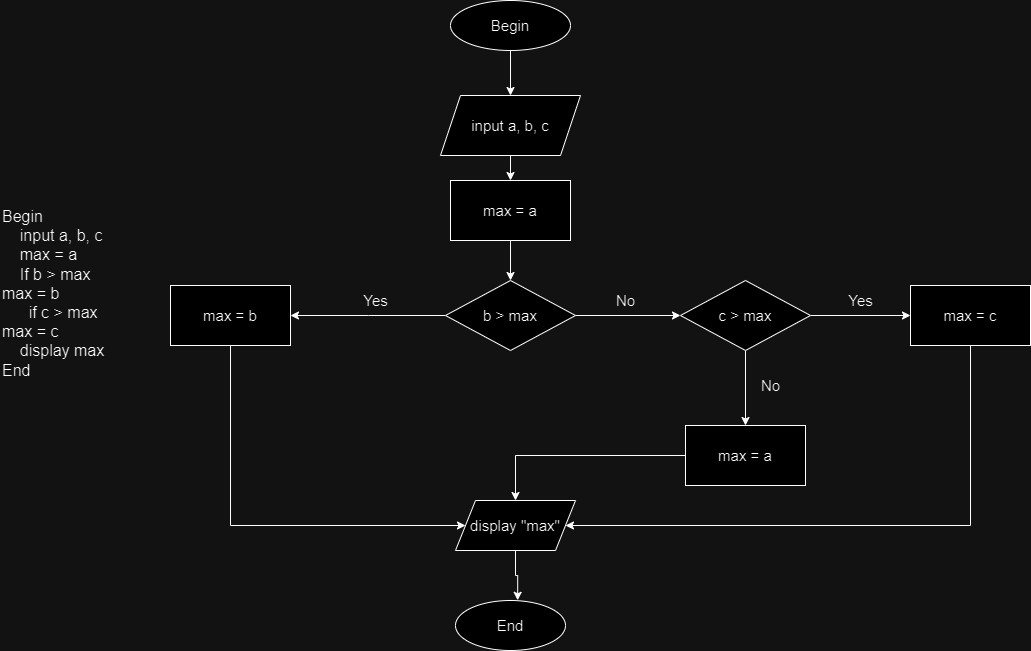 Begin
input a, b, c
max = a
Begin
input a, b, c
max = a
If b > max
max = b
if c > max
max = c
display max
End
max = b
Yes
b > max
No
c > max
Yes
max = c
No
max = a
display "max"
End